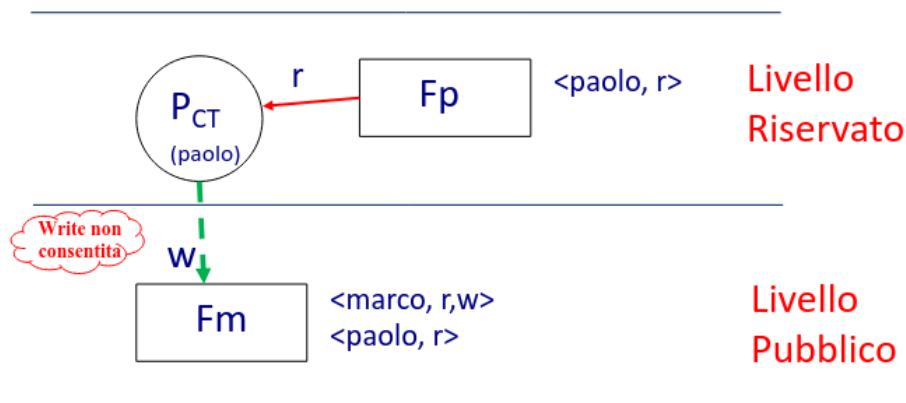 r
P_CT
(paolo)
Fp
<paolo, r>
Livello
Riservato
Write non
consentita
w
Fm
<marco, r,w>
<paolo, r>
Livello
Pubblico